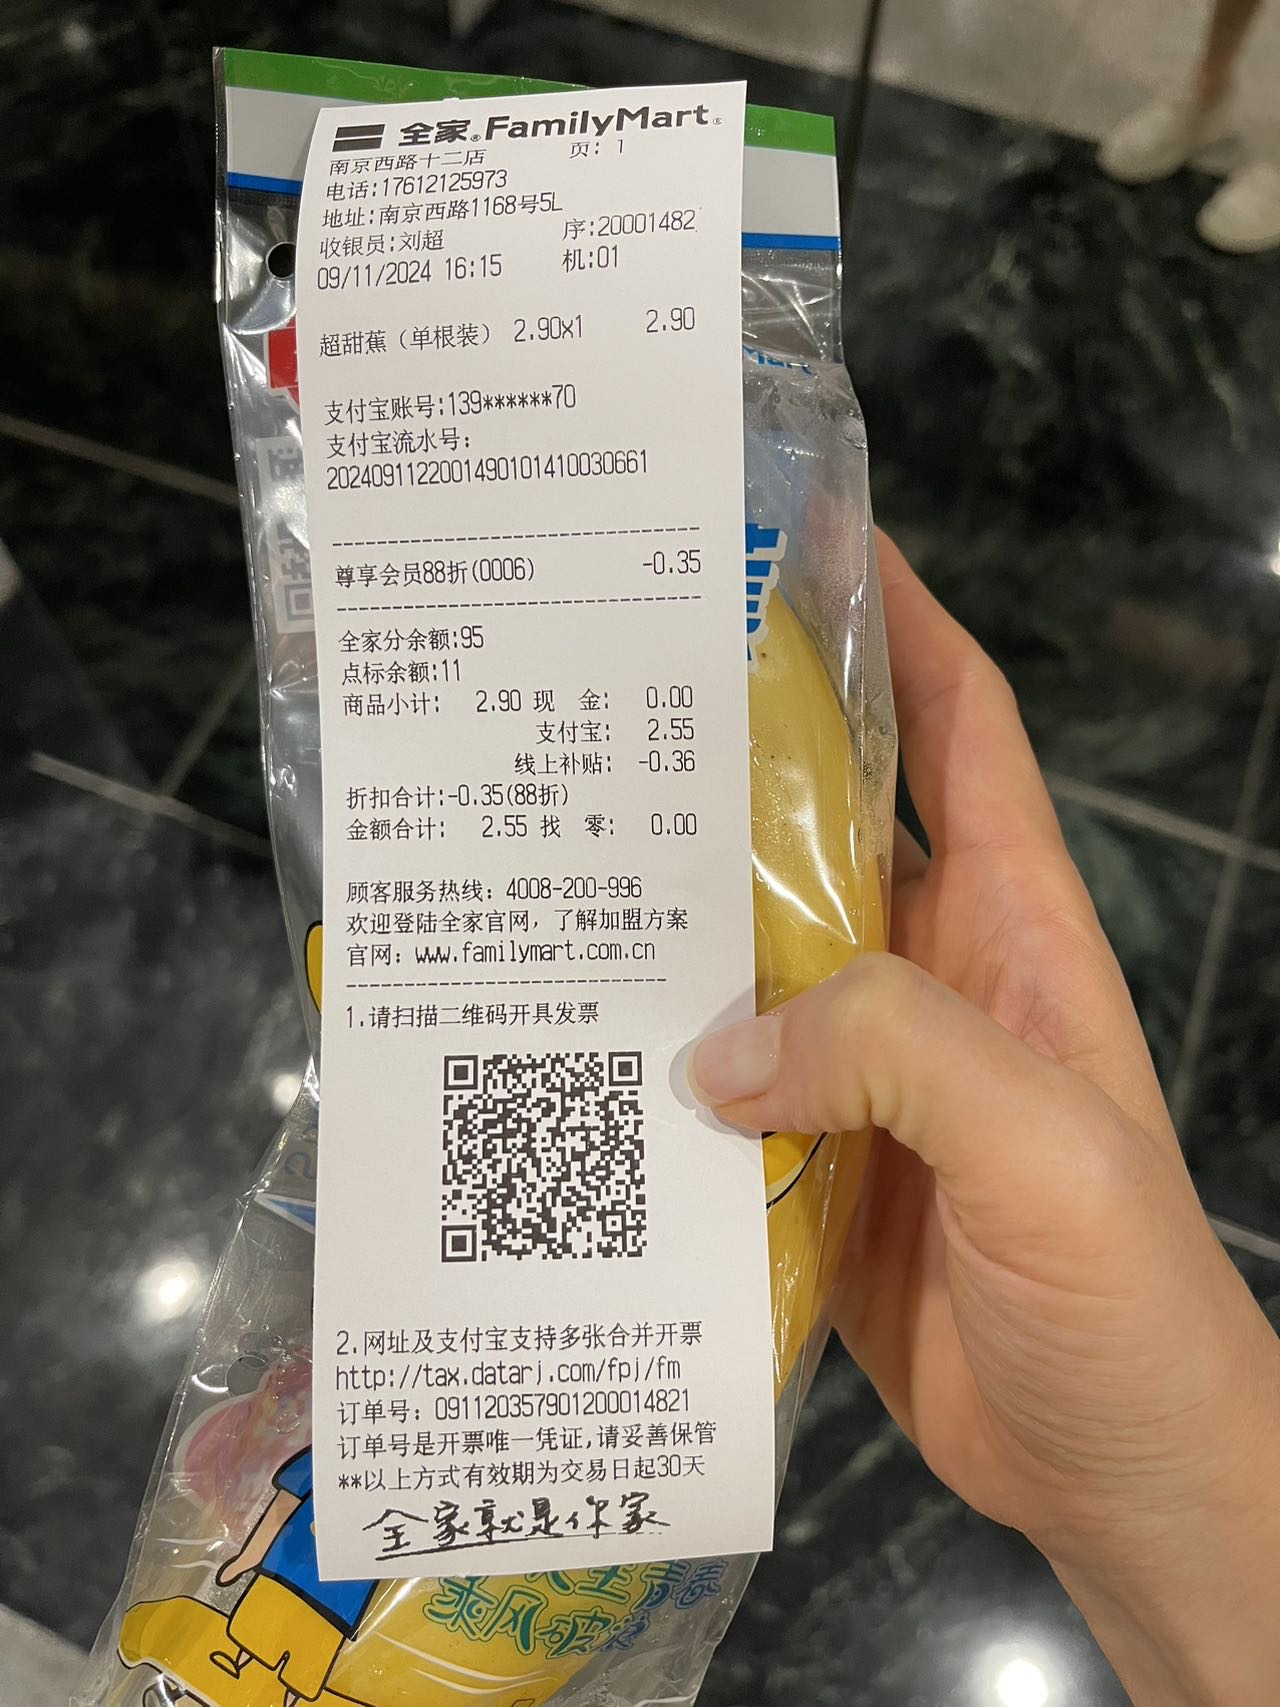 全家®FamilyMart®
南京西路十二店 页: 1
电话:17612125973
地址:南京西路1168号5L
收银员:刘超 序:20001482
09/11/2024 16:15 机:01
超甜蕉（单根装） 2.90x1 2.90
支付宝账号:139******70
支付宝流水号:
2024091122001490101410030661
--------------------------------
尊享会员88折(0006) -0.35
--------------------------------
全家分余额:95
点标余额:11
商品小计: 2.90 现 金: 0.00
支付宝: 2.55
线上补贴: -0.36
折扣合计:-0.35(88折)
金额合计: 2.55 找 零: 0.00
顾客服务热线: 4008-200-996
欢迎登陆全家官网，了解加盟方案
官网: www.familymart.com.cn
----------------------------
1.请扫描二维码开具发票
2.网址及支付宝支持多张合并开票
http://tax.datarj.com/fpj/fm
订单号: 091120357901200014821
订单号是开票唯一凭证,请妥善保管
**以上方式有效期为交易日起30天
全家就是你家
青春
乘风破浪